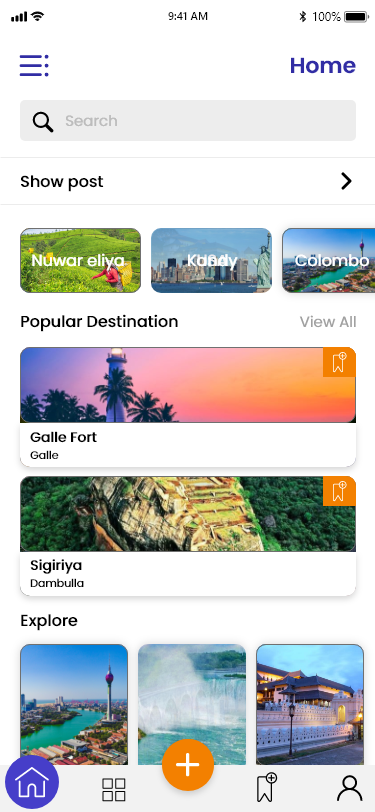 9:41 AM
100%
Home
Search
Show post
Nuwar eliya
Kandy
Colombo
Popular Destination
View All
Galle Fort
Galle
Sigiriya
Dambulla
Explore